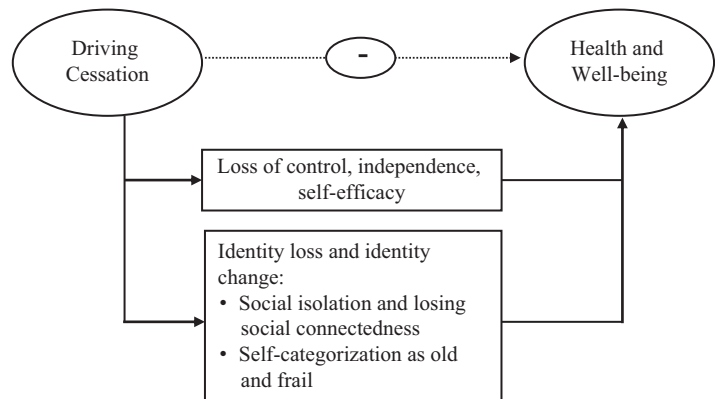 Driving
Cessation
-
Health and
Well-being
Loss of control, independence,
self-efficacy
Identity loss and identity
change:
• Social isolation and losing
social connectedness
• Self-categorization as old
and frail